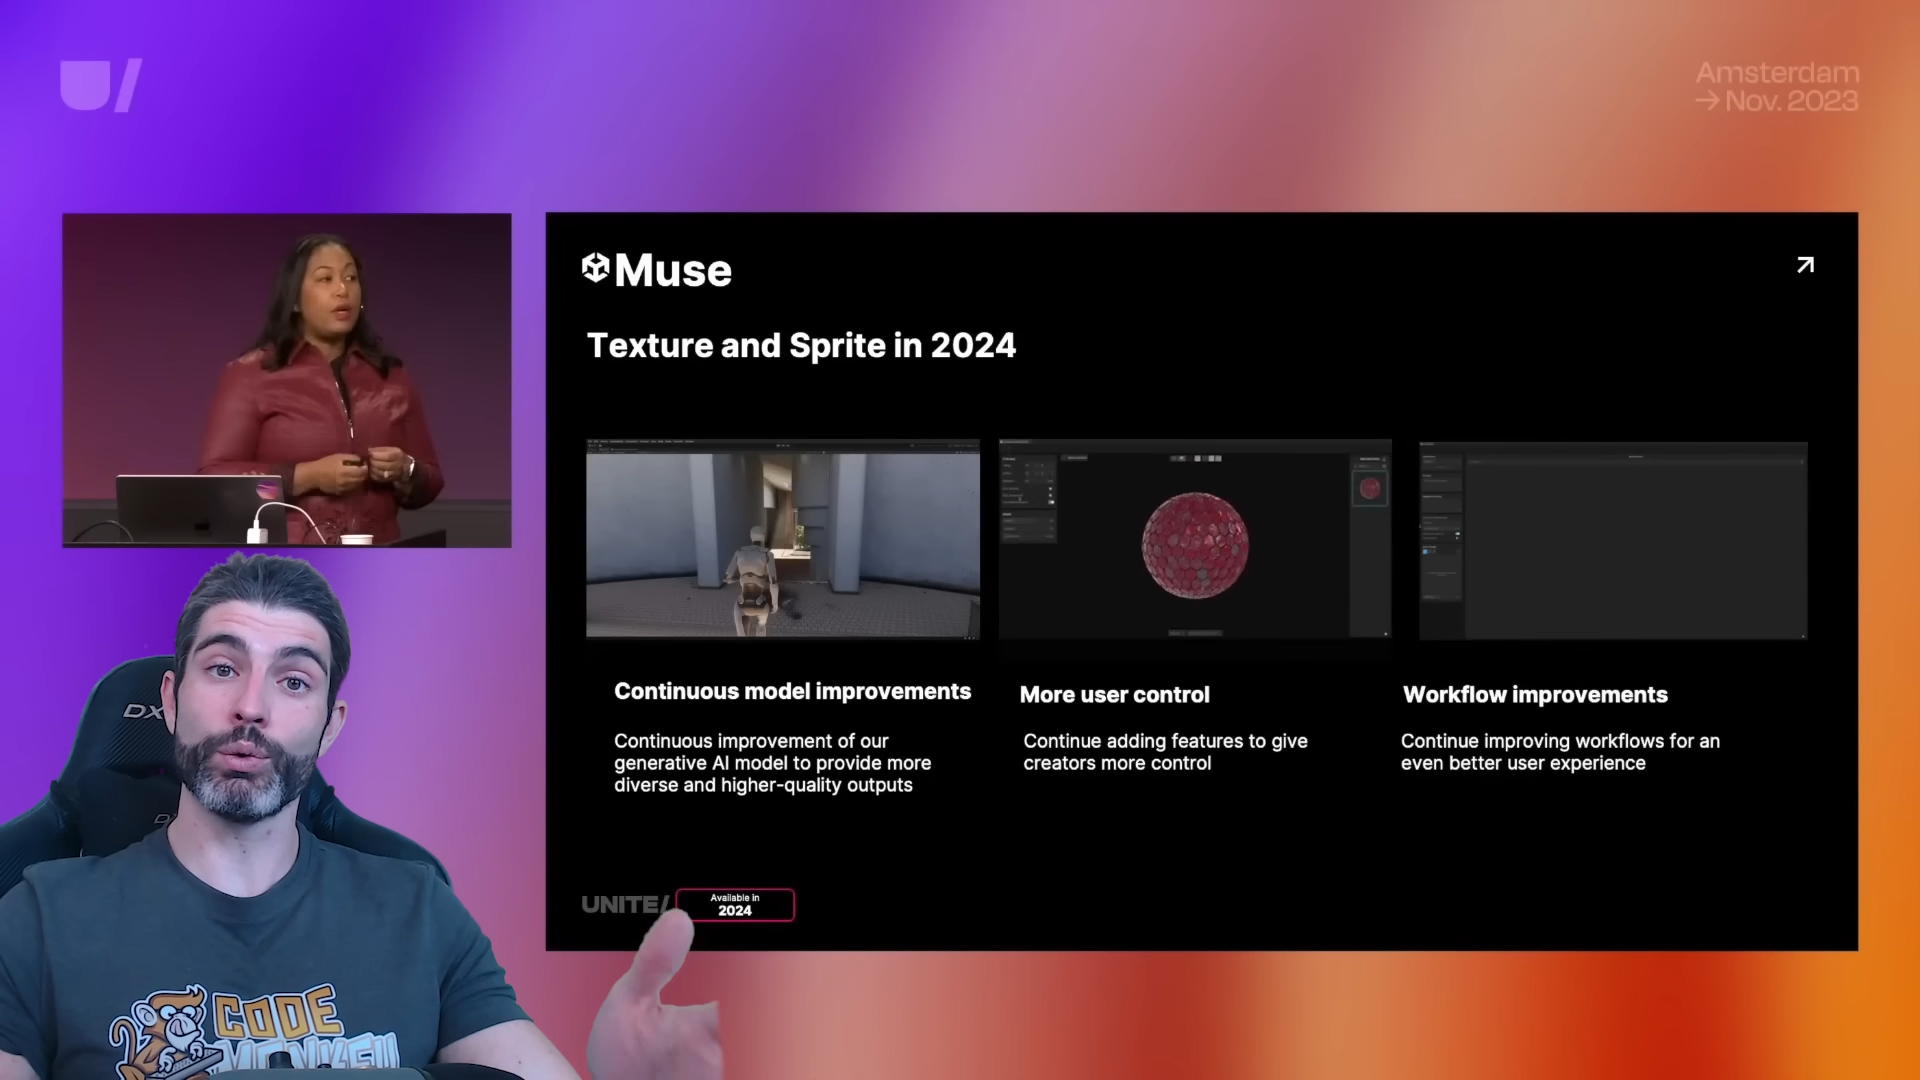 U/
Amsterdam
→ Nov. 2023
Muse
Texture and Sprite in 2024
Continuous model improvements
Continuous improvement of our
generative AI model to provide more
diverse and higher-quality outputs
More user control
Continue adding features to give
creators more control
Workflow improvements
Continue improving workflows for an
even better user experience
UNITE/
Available in
2024
DX
CODE
MONKEY